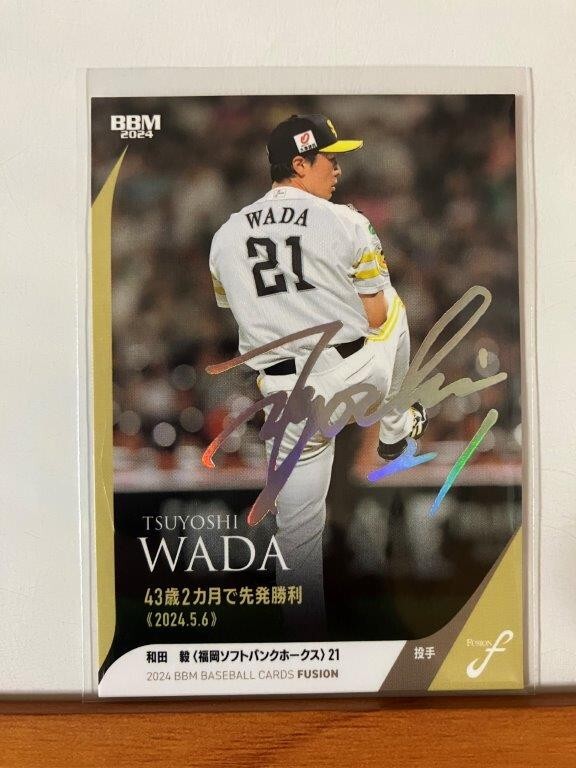 BBM
2024
WADA
21
Tsuyoshi
21
TSUYOSHI
WADA
43歳2カ月で先発勝利
《2024.5.6》
和田 毅〈福岡ソフトバンクホークス〉21
投手
2024 BBM BASEBALL CARDS FUSION
FUSION
f